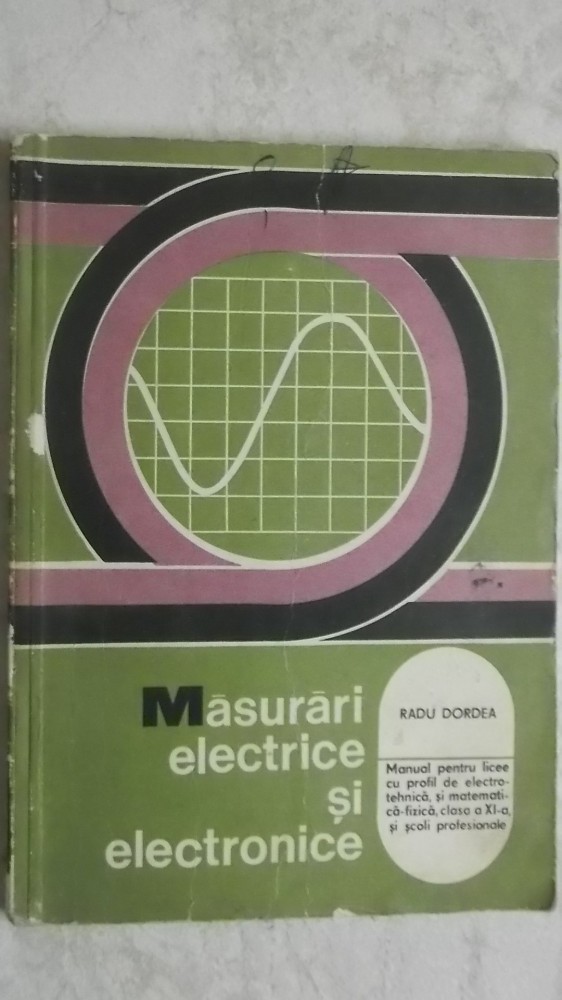 Măsurări
electrice
și
electronice
RADU DORDEA
Manual pentru licee
cu profil de electro-
tehnică, și matemati-
că-fizică, clasa a XI-a,
și școli profesionale